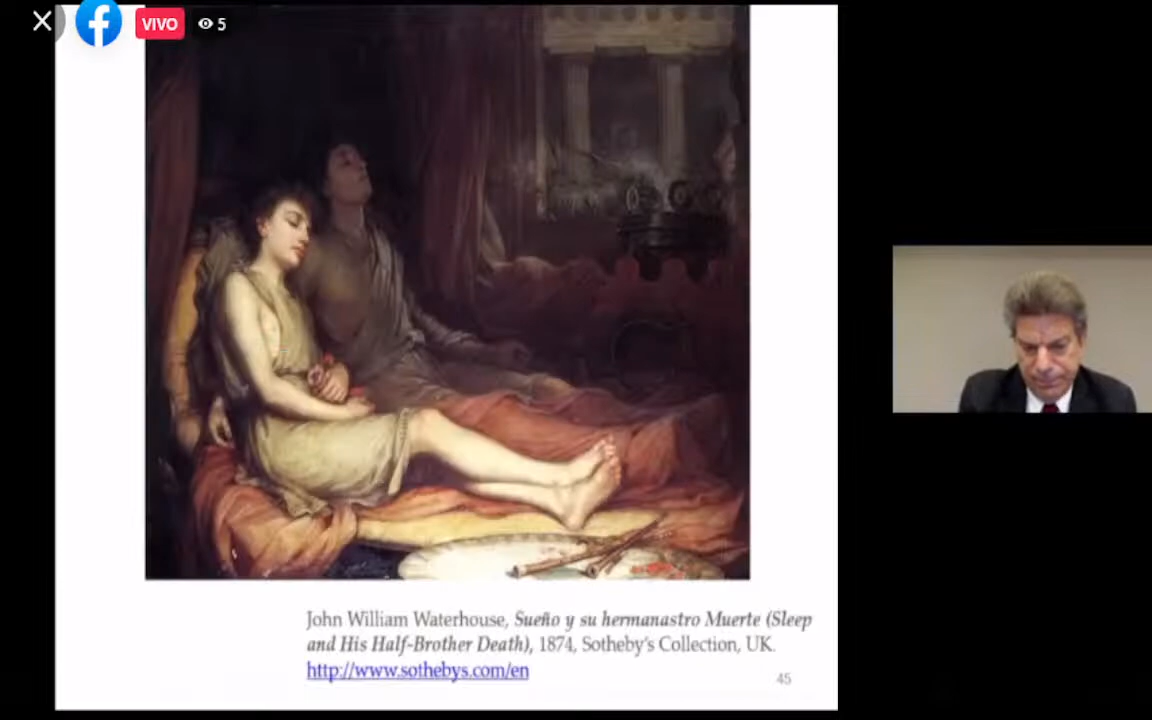 VIVO 5
John William Waterhouse, Sueño y su hermanastro Muerte (Sleep
and His Half-Brother Death), 1874, Sotheby's Collection, UK.
http://www.sothebys.com/en
45